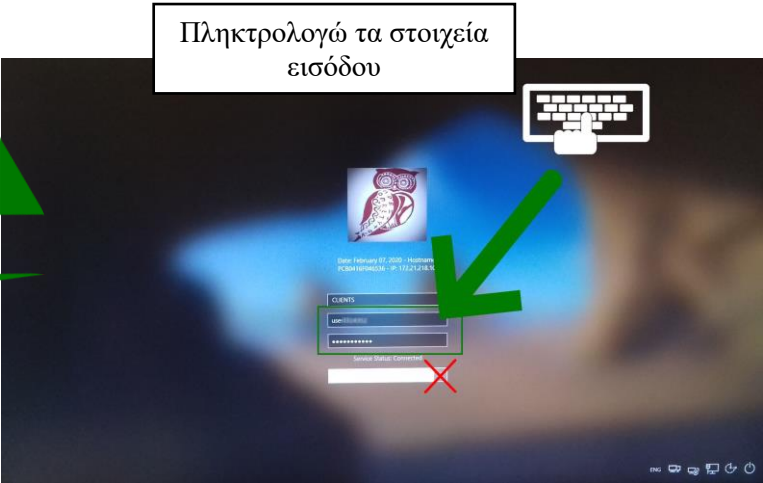 Πληκτρολογώ τα στοιχεία
εισόδου
Date: February 07, 2020 - Hostname
IP: 172.21.218.10
CLIENTS
Service Status: Connected
ENG